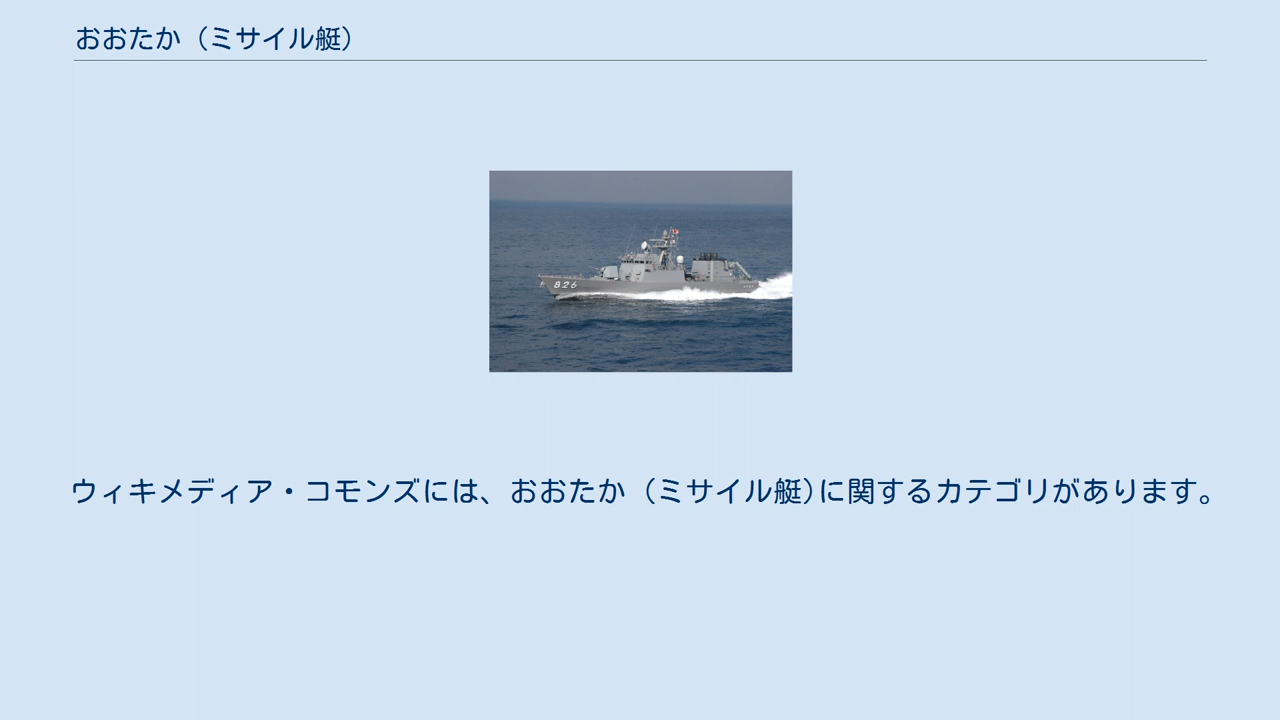 おおたか (ミサイル艇)
826
ウィキメディア・コモンズには、おおたか (ミサイル艇)に関するカテゴリがあります。